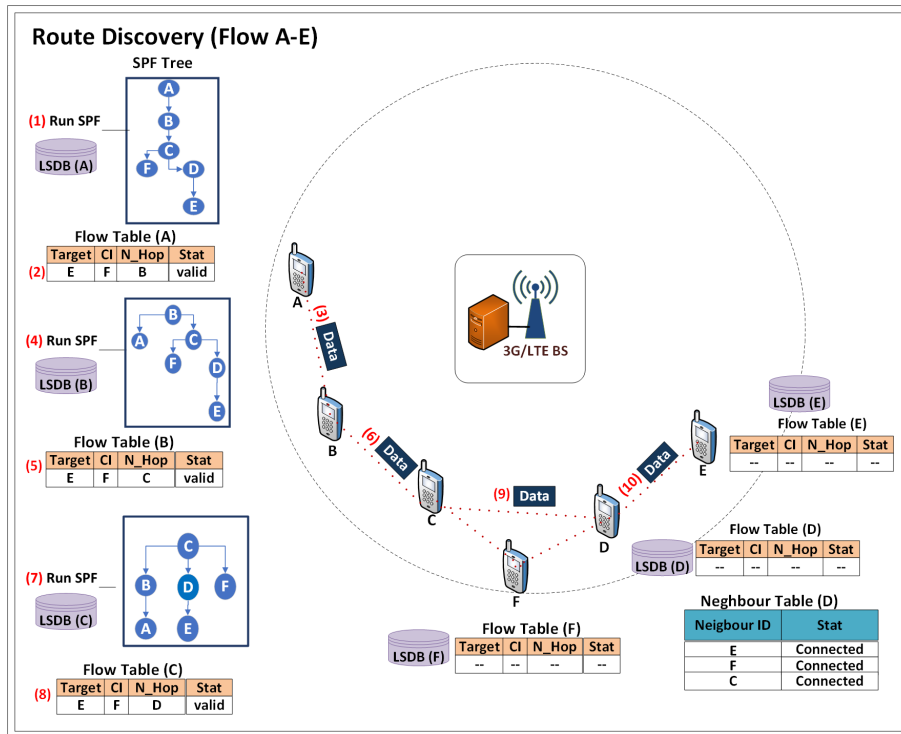 Route Discovery (Flow A-E)
SPF Tree
A
B
C
F
D
E
(1) Run SPF
LSDB (A)
Flow Table (A)
Target CI N_Hop Stat
(2) E F B valid
B
A
C
F
D
E
(4) Run SPF
LSDB (B)
Flow Table (B)
Target CI N_Hop Stat
(5) E F C valid
C
B
D
F
A
E
(7) Run SPF
LSDB (C)
Flow Table (C)
Target CI N_Hop Stat
(8) E F D valid
A
(3)
Data
B
(6)
Data
C
(9) Data
D
(10)
Data
E
F
3G/LTE BS
LSDB (E)
Flow Table (E)
Target CI N_Hop Stat
-- -- -- --
Flow Table (D)
Target CI N_Hop Stat
-- -- -- --
LSDB (D)
Neghbour Table (D)
Neigbour ID Stat
E Connected
F Connected
C Connected
Flow Table (F)
Target CI N_Hop Stat
-- -- -- --
LSDB (F)